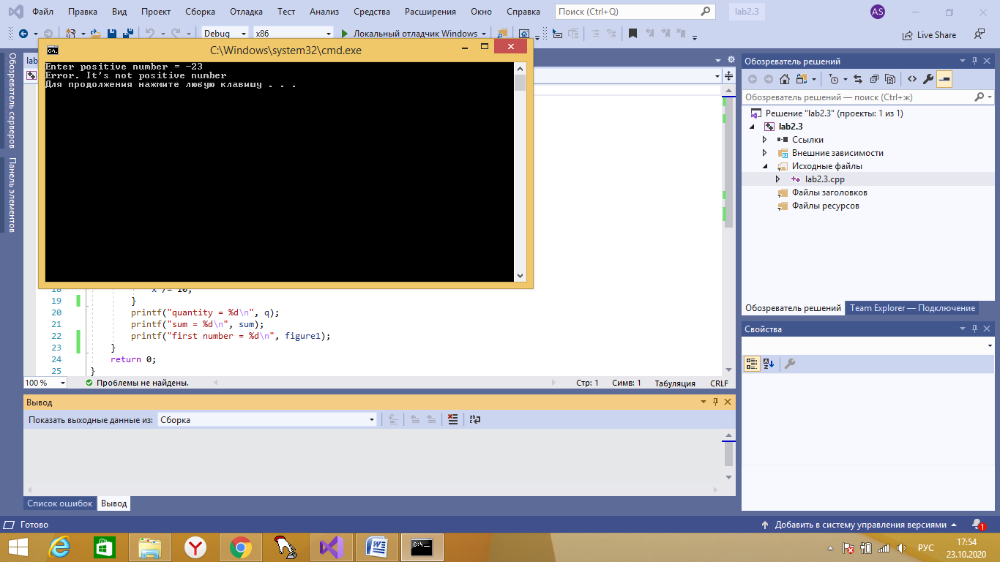 Файл Правка Вид Проект Сборка Отладка Тест Анализ Средства Расширения Окно Справка Поиск (Ctrl+Q) lab2.3 AS
Debug x86 Локальный отладчик Windows Live Share
C:\Windows\system32\cmd.exe
Enter positive number = -23
Error. It's not positive number
Для продолжения нажмите любую клавишу . . .
lab
Обозреватель серверов
Панель элементов
18 x /= 10;
19 }
20 printf("quantity = %d\n", q);
21 printf("sum = %d\n", sum);
22 printf("first number = %d\n", figure1);
23 }
24 return 0;
25 }
100 % Проблемы не найдены. Стр: 1 Симв: 1 Табуляция CRLF
Вывод
Показать выходные данные из: Сборка
Список ошибок Вывод
Обозреватель решений
Обозреватель решений — поиск (Ctrl+ж)
Решение "lab2.3" (проекты: 1 из 1)
lab2.3
Ссылки
Внешние зависимости
Исходные файлы
lab2.3.cpp
Файлы заголовков
Файлы ресурсов
Обозреватель решений Team Explorer — Подключение
Свойства
Готово Добавить в систему управления версиями 1
РУС 17:54
23.10.2020